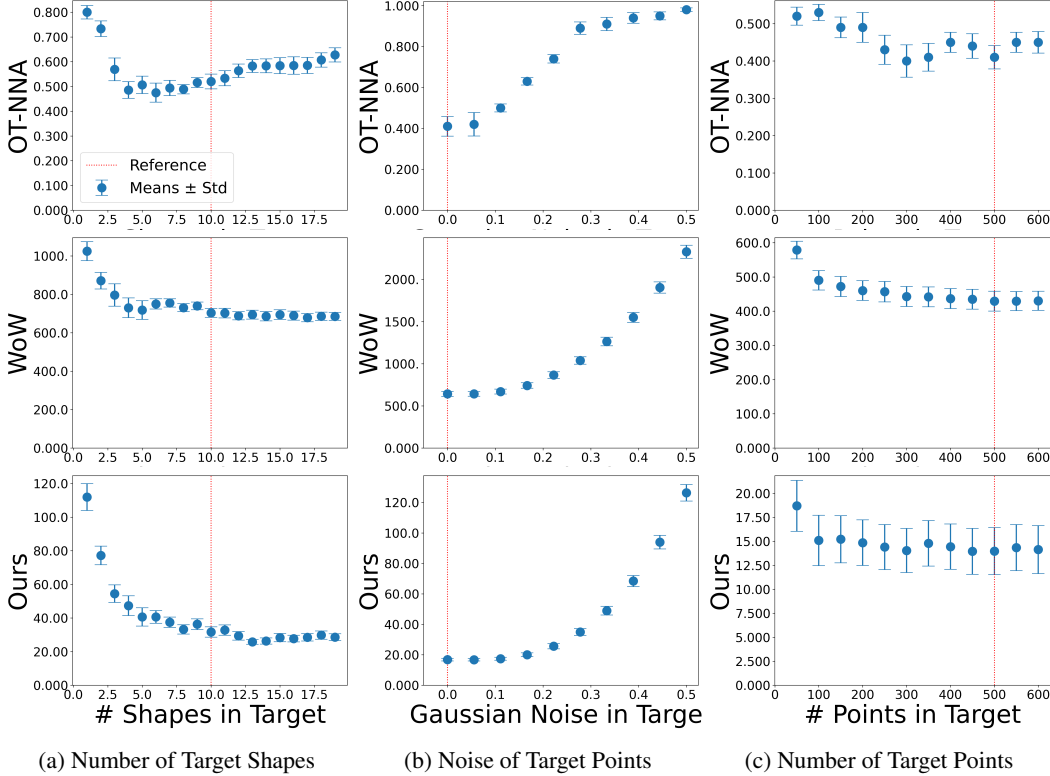 OT-NNA
0.800
0.700
0.600
0.500
0.400
0.300
0.200
0.100
0.000
Reference
Means ± Std
0.0 2.5 5.0 7.5 10.0 12.5 15.0 17.5
OT-NNA
1.000
0.800
0.600
0.400
0.200
0.000
0.0 0.1 0.2 0.3 0.4 0.5
OT-NNA
0.500
0.400
0.300
0.200
0.100
0.000
0 100 200 300 400 500 600
WoW
1000.
800.0
600.0
400.0
200.0
0.000
0.0 2.5 5.0 7.5 10.0 12.5 15.0 17.5
WoW
2000
1500
1000
500.0
0.000
0.0 0.1 0.2 0.3 0.4 0.5
WoW
600.0
500.0
400.0
300.0
200.0
100.0
0.000
0 100 200 300 400 500 600
Ours
120.0
100.0
80.00
60.00
40.00
20.00
0.000
0.0 2.5 5.0 7.5 10.0 12.5 15.0 17.5
# Shapes in Target
Ours
120.0
100.0
80.00
60.00
40.00
20.00
0.000
0.0 0.1 0.2 0.3 0.4 0.5
Gaussian Noise in Targe
Ours
20.00
17.50
15.00
12.50
10.00
7.500
5.000
2.500
0.000
0 100 200 300 400 500 600
# Points in Target
(a) Number of Target Shapes
(b) Noise of Target Points
(c) Number of Target Points